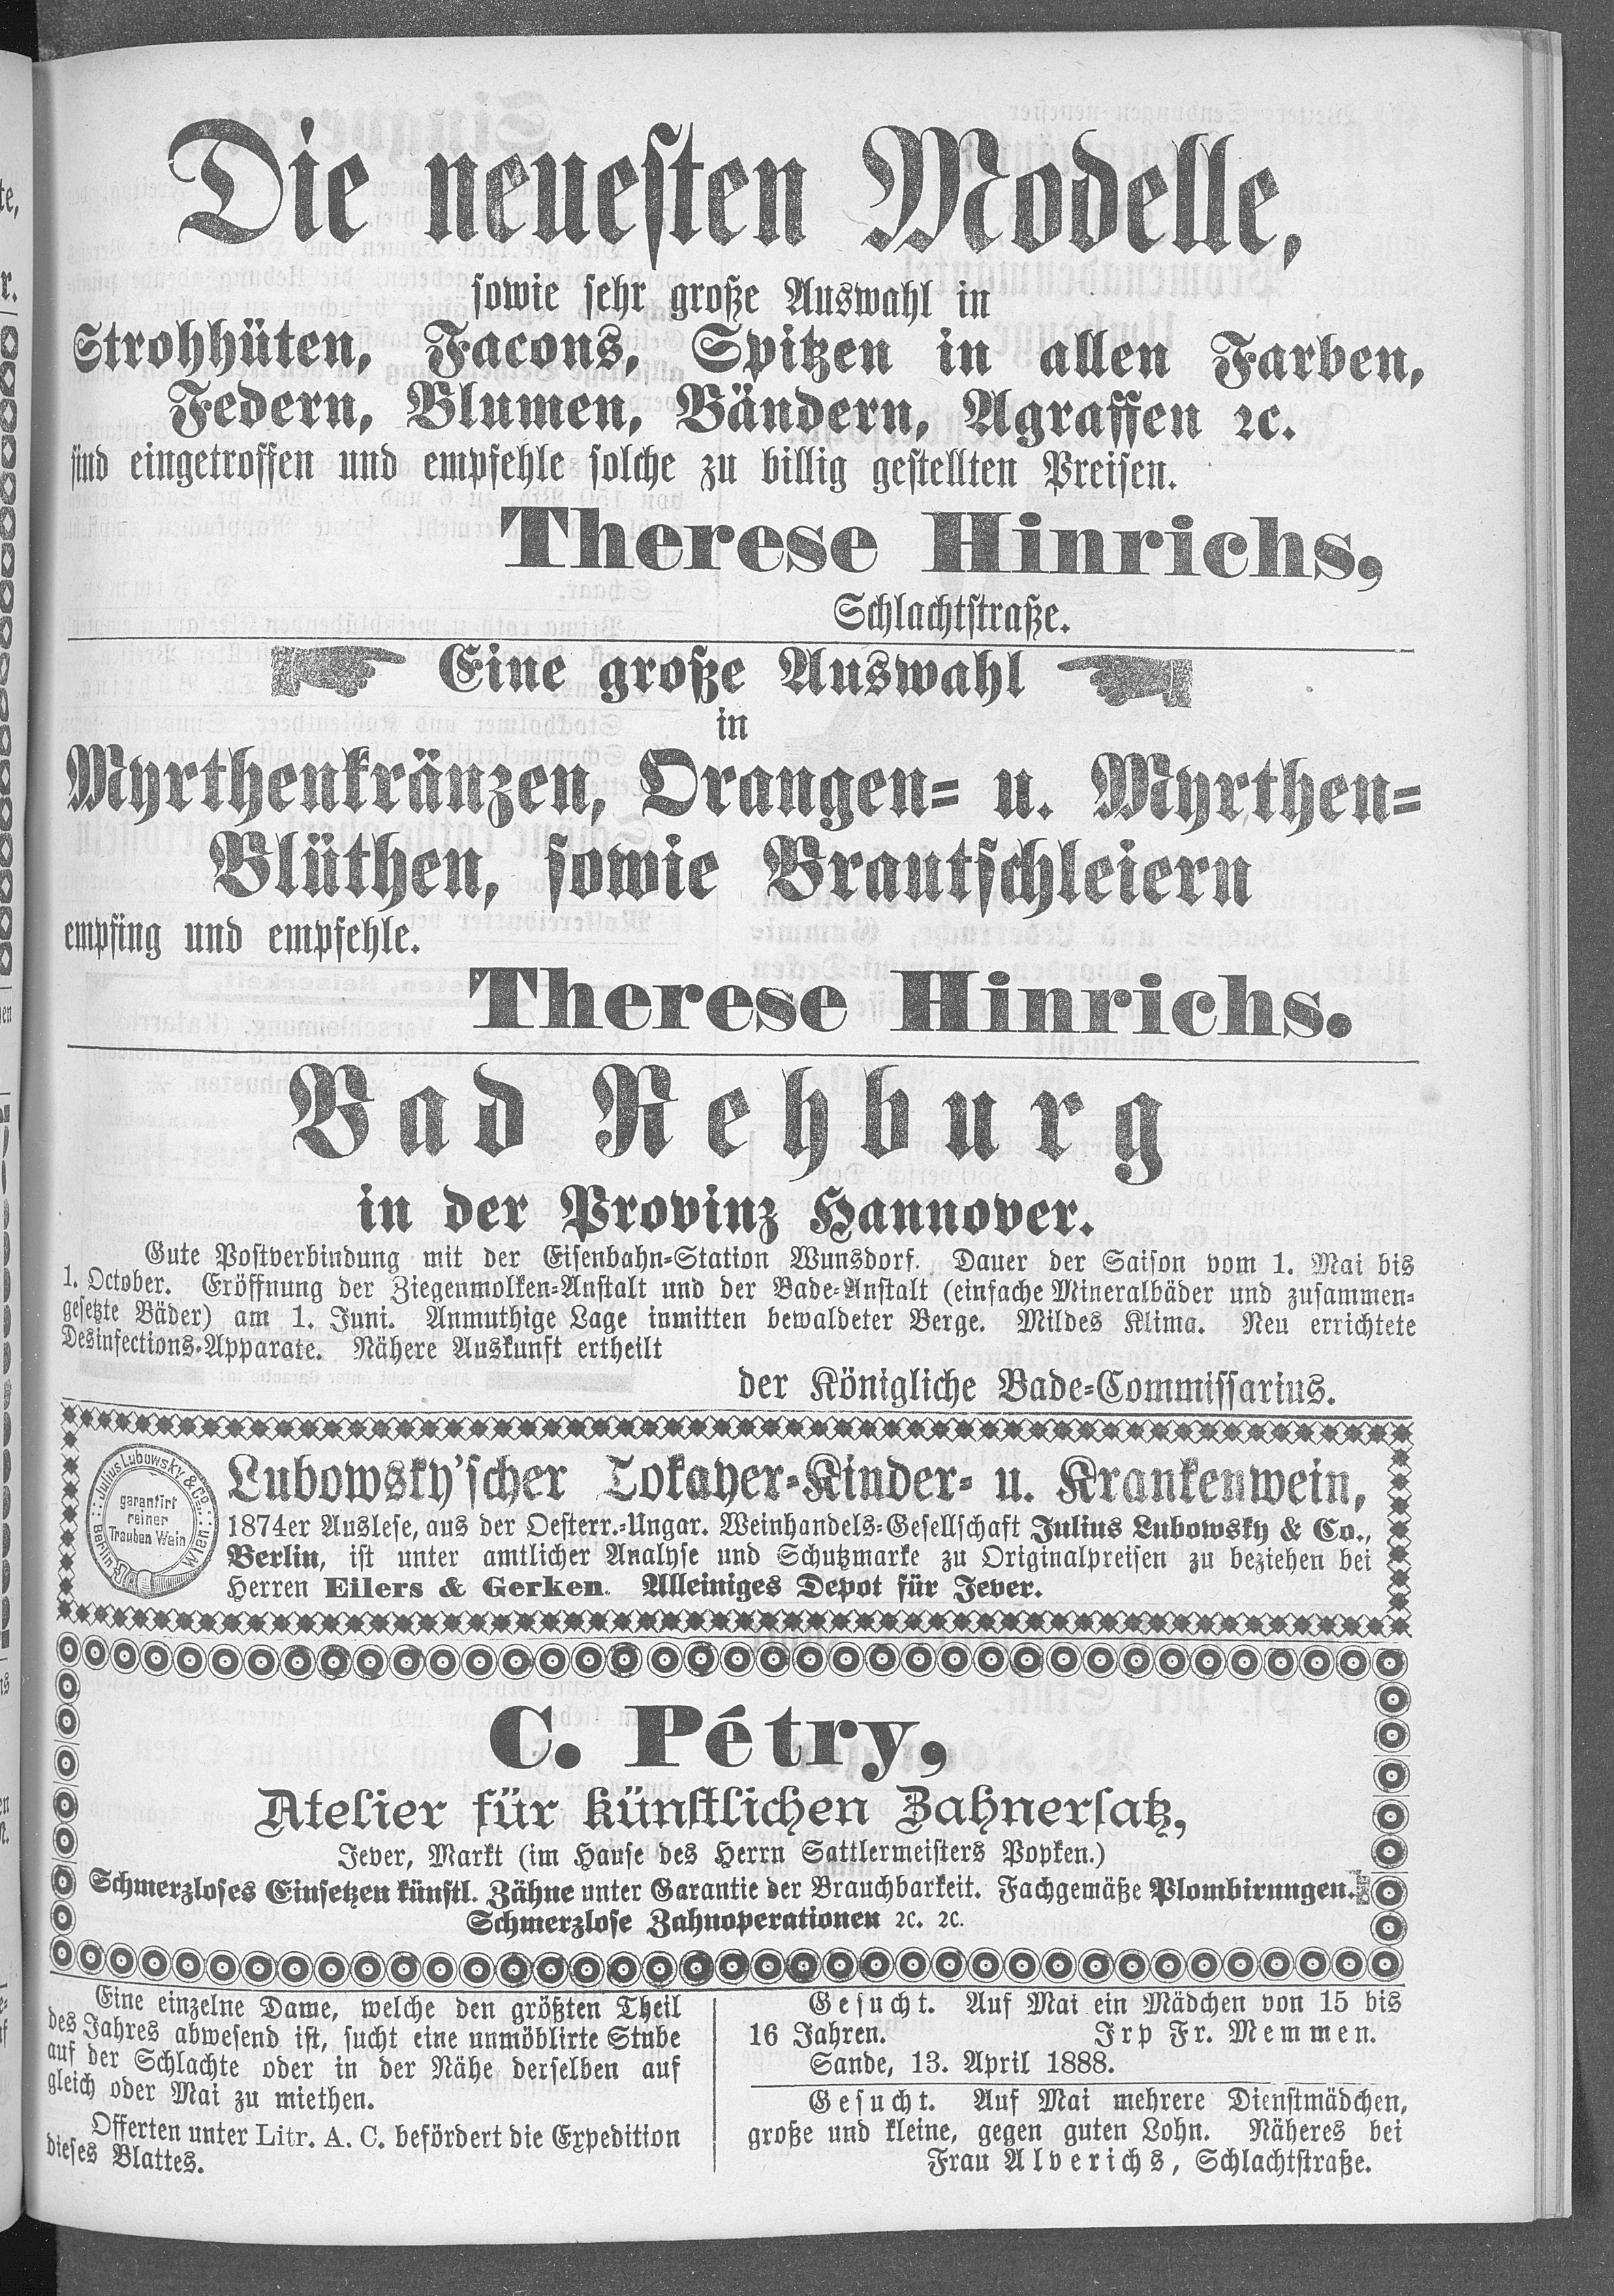 Die neuesten Modelle,
sowie sehr große Auswahl in
Strohhüten, Facons, Spitzen in allen Farben,
Federn, Blumen, Bändern, Agraffen ꝛc.
sind eingetroffen und empfehle solche zu billig gestellten Preisen.
Therese Hinrichs,
Schlachtstraße.
Eine große Auswahl
in
Myrthenkränzen, Orangen- u. Myrthen-
Blüthen, sowie Brautschleiern
empfing und empfehle.
Therese Hinrichs.
Bad Rehburg
in der Provinz Hannover.
Gute Postverbindung mit der Eisenbahn-Station Wunsdorf. Dauer der Saison vom 1. Mai bis
1. October. Eröffnung der Ziegenmolken-Anstalt und der Bade-Anstalt (einfache Mineralbäder und zusammen-
gesetzte Bäder) am 1. Juni. Anmuthige Lage inmitten bewaldeter Berge. Mildes Klima. Neu errichtete
Desinfections-Apparate. Nähere Auskunft ertheilt
der Königliche Bade-Commissarius.
Julius Lubowsky & Co.
Berlin Wien
garantirt
reiner
Trauben Wein
Lubowsky'scher Tokayer-Kinder- u. Krankenwein,
1874er Auslese, aus der Oesterr.-Ungar. Weinhandels-Gesellschaft Julius Lubowsky & Co.,
Berlin, ist unter amtlicher Analyse und Schutzmarke zu Originalpreisen zu beziehen bei
Herren Eilers & Gerken. Alleiniges Depot für Jever.
C. Pétry,
Atelier für künstlichen Zahnersatz,
Jever, Markt (im Hause des Herrn Sattlermeisters Popken.)
Schmerzloses Einsetzen künstl. Zähne unter Garantie der Brauchbarkeit. Fachgemäße Plombirungen.
Schmerzlose Zahnoperationen ꝛc. ꝛc.
Eine einzelne Dame, welche den größten Theil
des Jahres abwesend ist, sucht eine unmöblirte Stube
auf der Schlachte oder in der Nähe derselben auf
gleich oder Mai zu miethen.
Offerten unter Litr. A. C. befördert die Expedition
dieses Blattes.
Gesucht. Auf Mai ein Mädchen von 15 bis
16 Jahren. Irp Fr. Memmen.
Sande, 13. April 1888.
Gesucht. Auf Mai mehrere Dienstmädchen,
große und kleine, gegen guten Lohn. Näheres bei
Frau Alverichs, Schlachtstraße.